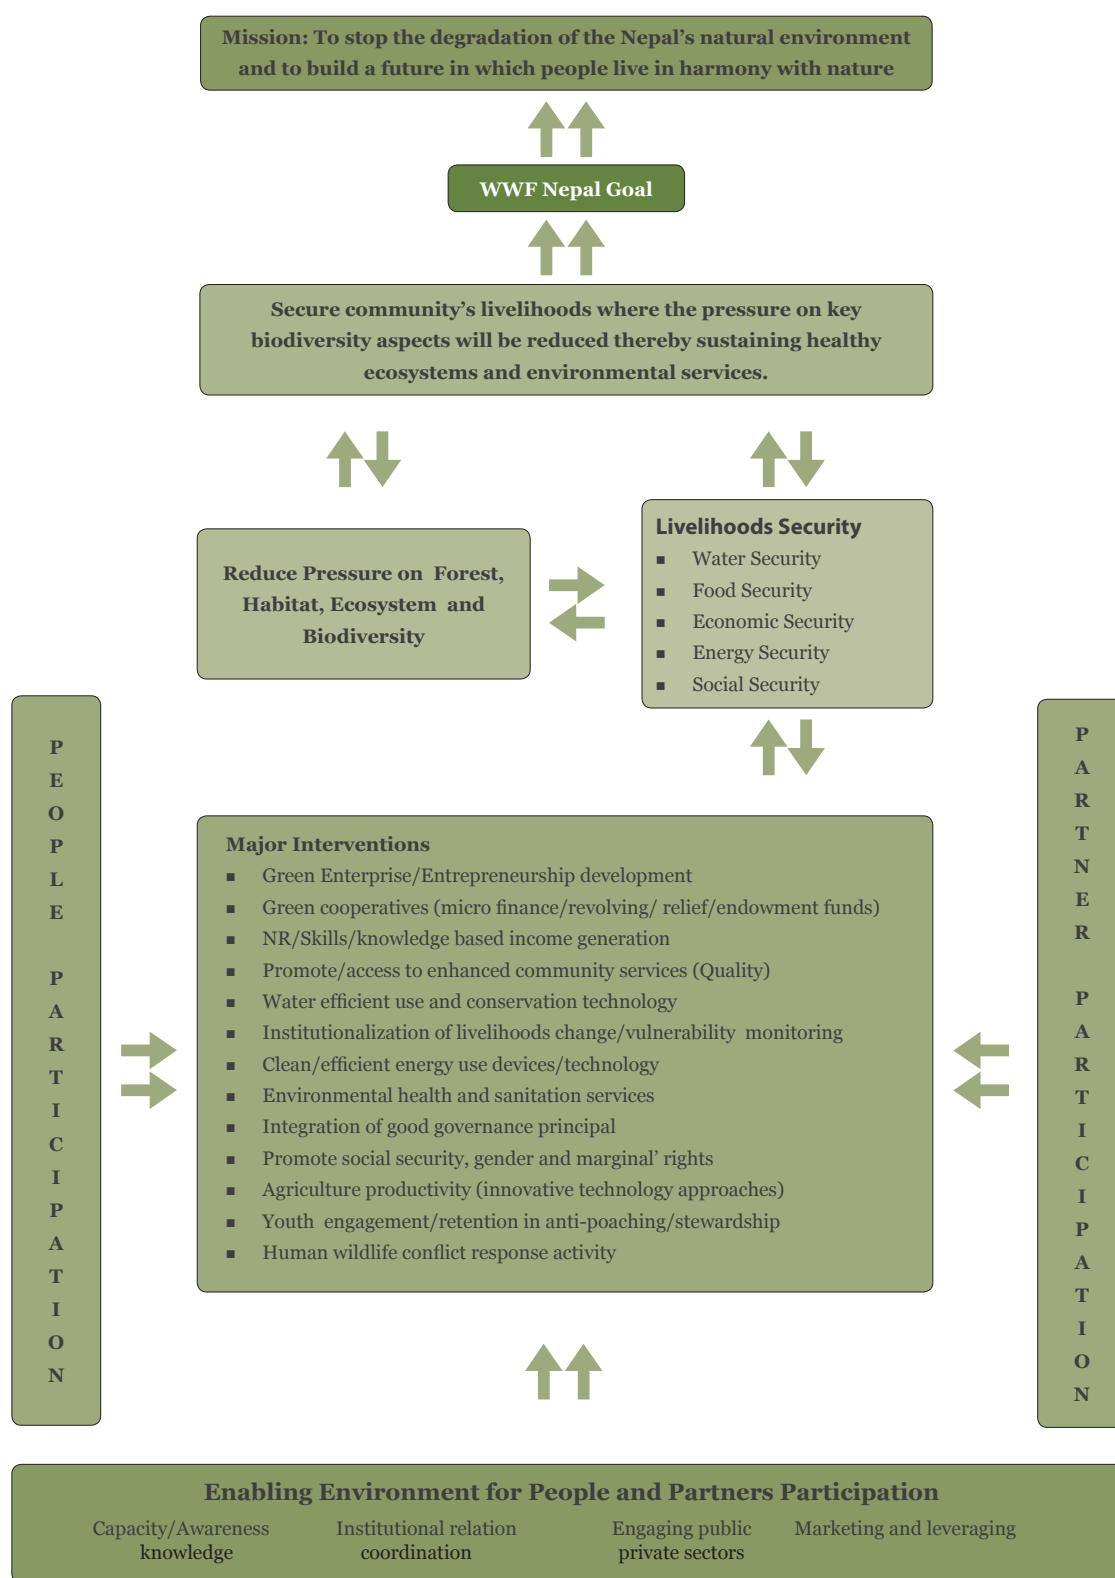 Mission: To stop the degradation of the Nepal’s natural environment
and to build a future in which people live in harmony with nature
WWF Nepal Goal
Secure community’s livelihoods where the pressure on key
biodiversity aspects will be reduced thereby sustaining healthy
ecosystems and environmental services.
Reduce Pressure on Forest,
Habitat, Ecosystem and
Biodiversity
Livelihoods Security
▪ Water Security
▪ Food Security
▪ Economic Security
▪ Energy Security
▪ Social Security
PEOPLE PARTICIPATION
Major Interventions
▪ Green Enterprise/Entrepreneurship development
▪ Green cooperatives (micro finance/revolving/ relief/endowment funds)
▪ NR/Skills/knowledge based income generation
▪ Promote/access to enhanced community services (Quality)
▪ Water efficient use and conservation technology
▪ Institutionalization of livelihoods change/vulnerability monitoring
▪ Clean/efficient energy use devices/technology
▪ Environmental health and sanitation services
▪ Integration of good governance principal
▪ Promote social security, gender and marginal’ rights
▪ Agriculture productivity (innovative technology approaches)
▪ Youth engagement/retention in anti-poaching/stewardship
▪ Human wildlife conflict response activity
PARTNER PARTICIPATION
Enabling Environment for People and Partners Participation
Capacity/Awareness
knowledge
Institutional relation
coordination
Engaging public
private sectors
Marketing and leveraging